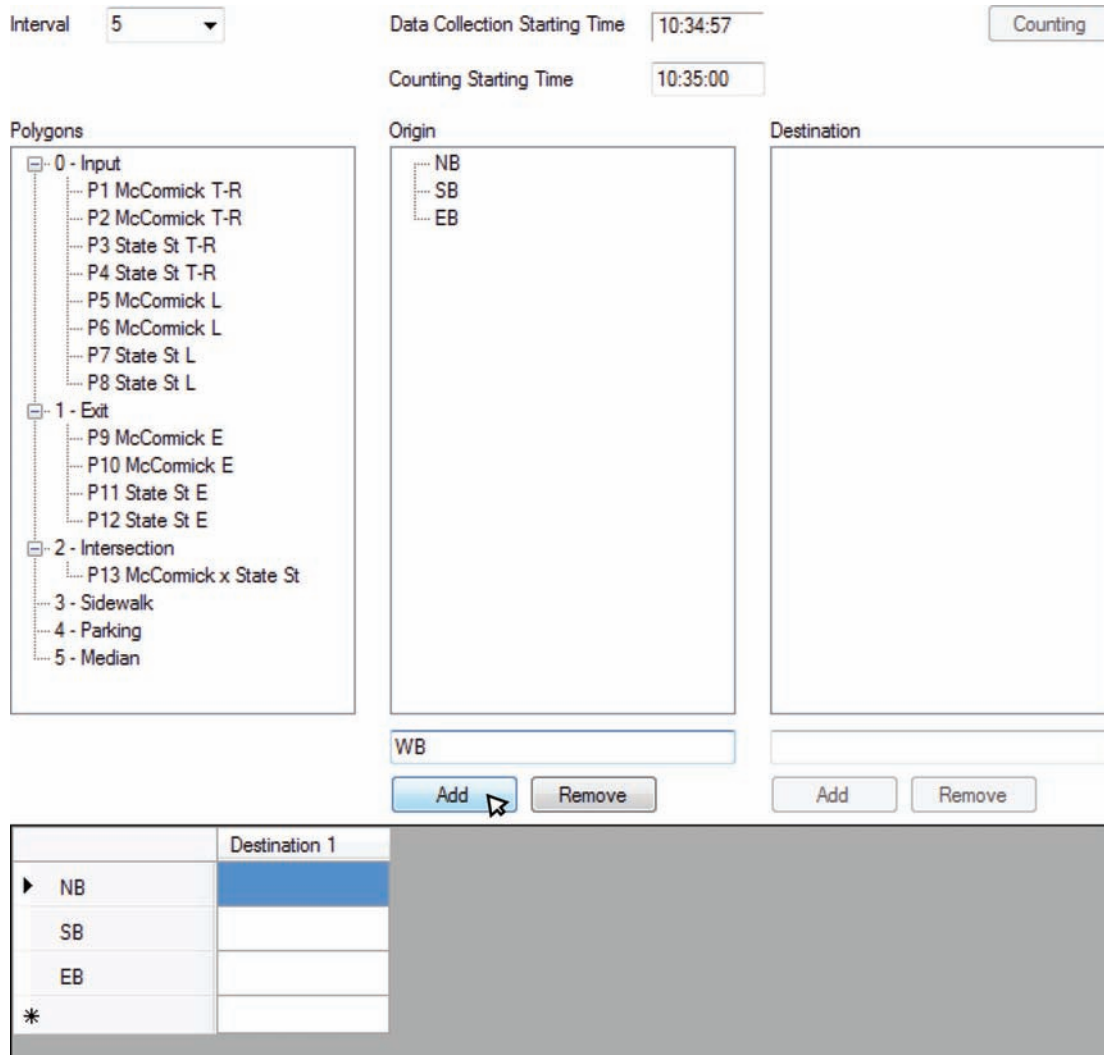 Interval 5 Data Collection Starting Time 10:34:57 Counting
Counting Starting Time 10:35:00
Polygons
0 - Input
P1 McCormick T-R
P2 McCormick T-R
P3 State St T-R
P4 State St T-R
P5 McCormick L
P6 McCormick L
P7 State St L
P8 State St L
1 - Exit
P9 McCormick E
P10 McCormick E
P11 State St E
P12 State St E
2 - Intersection
P13 McCormick x State St
3 - Sidewalk
4 - Parking
5 - Median
Origin
NB
SB
EB
WB
Add Remove
Destination
Add Remove
Destination 1
NB
SB
EB